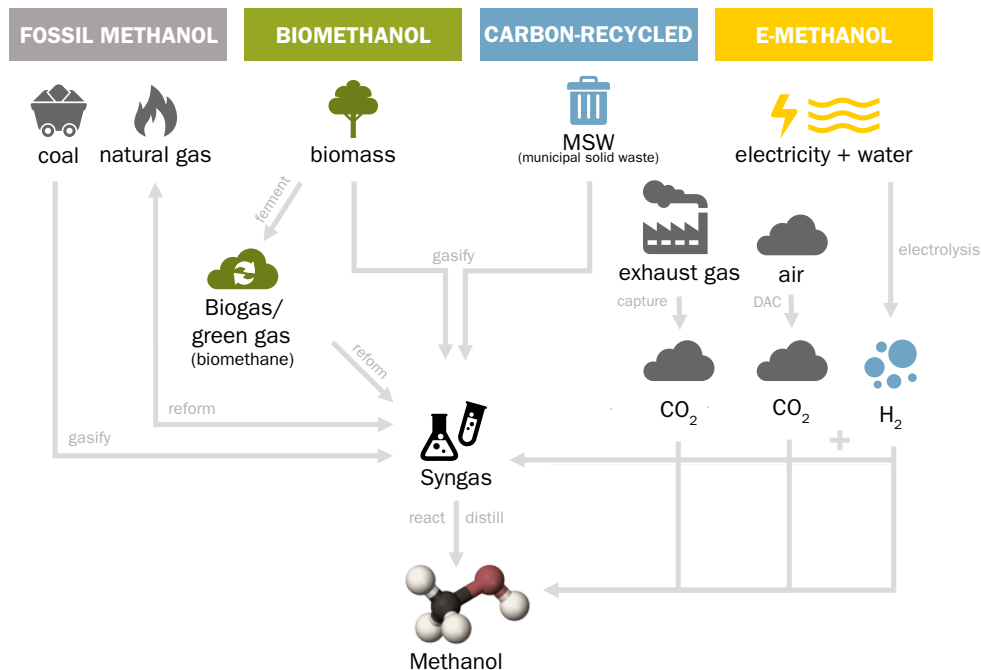 FOSSIL METHANOL
BIOMETHANOL
CARBON-RECYCLED
E-METHANOL
coal
natural gas
biomass
MSW
(municipal solid waste)
electricity + water
ferment
gasify
exhaust gas
air
electrolysis
Biogas/
green gas
(biomethane)
capture
DAC
reform
reform
gasify
CO₂
CO₂
+
H₂
Syngas
react
distill
Methanol